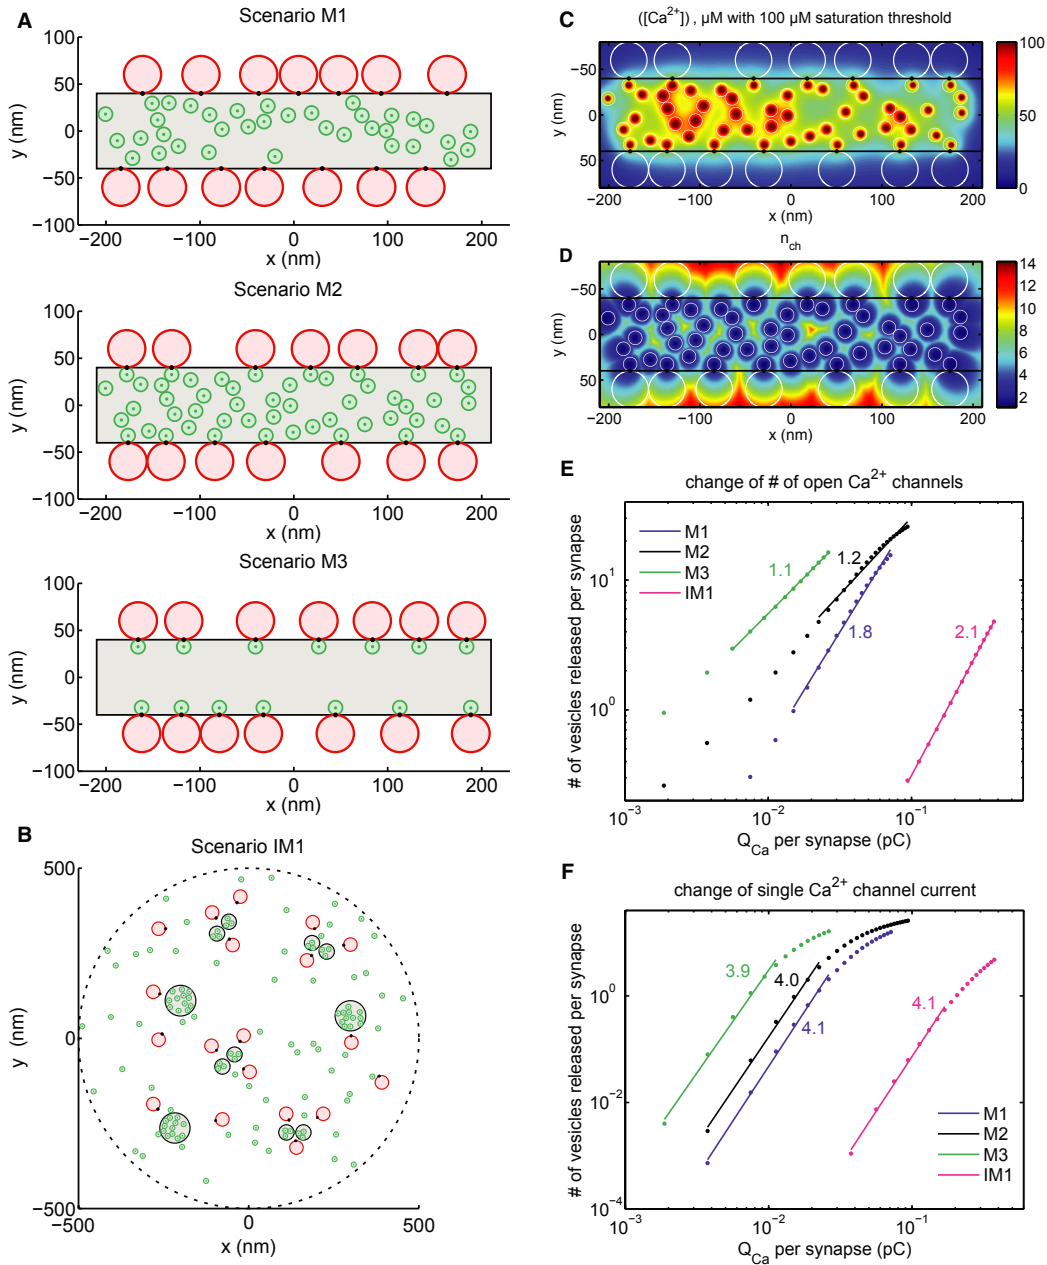 A
Scenario M1
100
50
0
−50
−100
y (nm)
−200 −100 0 100 200
x (nm)
Scenario M2
100
50
0
−50
−100
y (nm)
−200 −100 0 100 200
x (nm)
Scenario M3
100
50
0
−50
−100
y (nm)
−200 −100 0 100 200
x (nm)
B
Scenario IM1
500
0
−500
y (nm)
−500 0 500
x (nm)
C
([Ca2+]) , µM with 100 µM saturation threshold
−50
0
50
y (nm)
−200 −100 0 100 200
x (nm)
100
50
0
D
nch
−50
0
50
y (nm)
−200 −100 0 100 200
x (nm)
14
12
10
8
6
4
2
E
change of # of open Ca2+ channels
# of vesicles released per synapse
10^1
10^0
M1
M2
M3
IM1
1.1
1.2
1.8
2.1
10^−3 10^−2 10^−1
QCa per synapse (pC)
F
change of single Ca2+ channel current
# of vesicles released per synapse
10^0
10^−2
10^−4
3.9
4.0
4.1
4.1
M1
M2
M3
IM1
10^−3 10^−2 10^−1
QCa per synapse (pC)